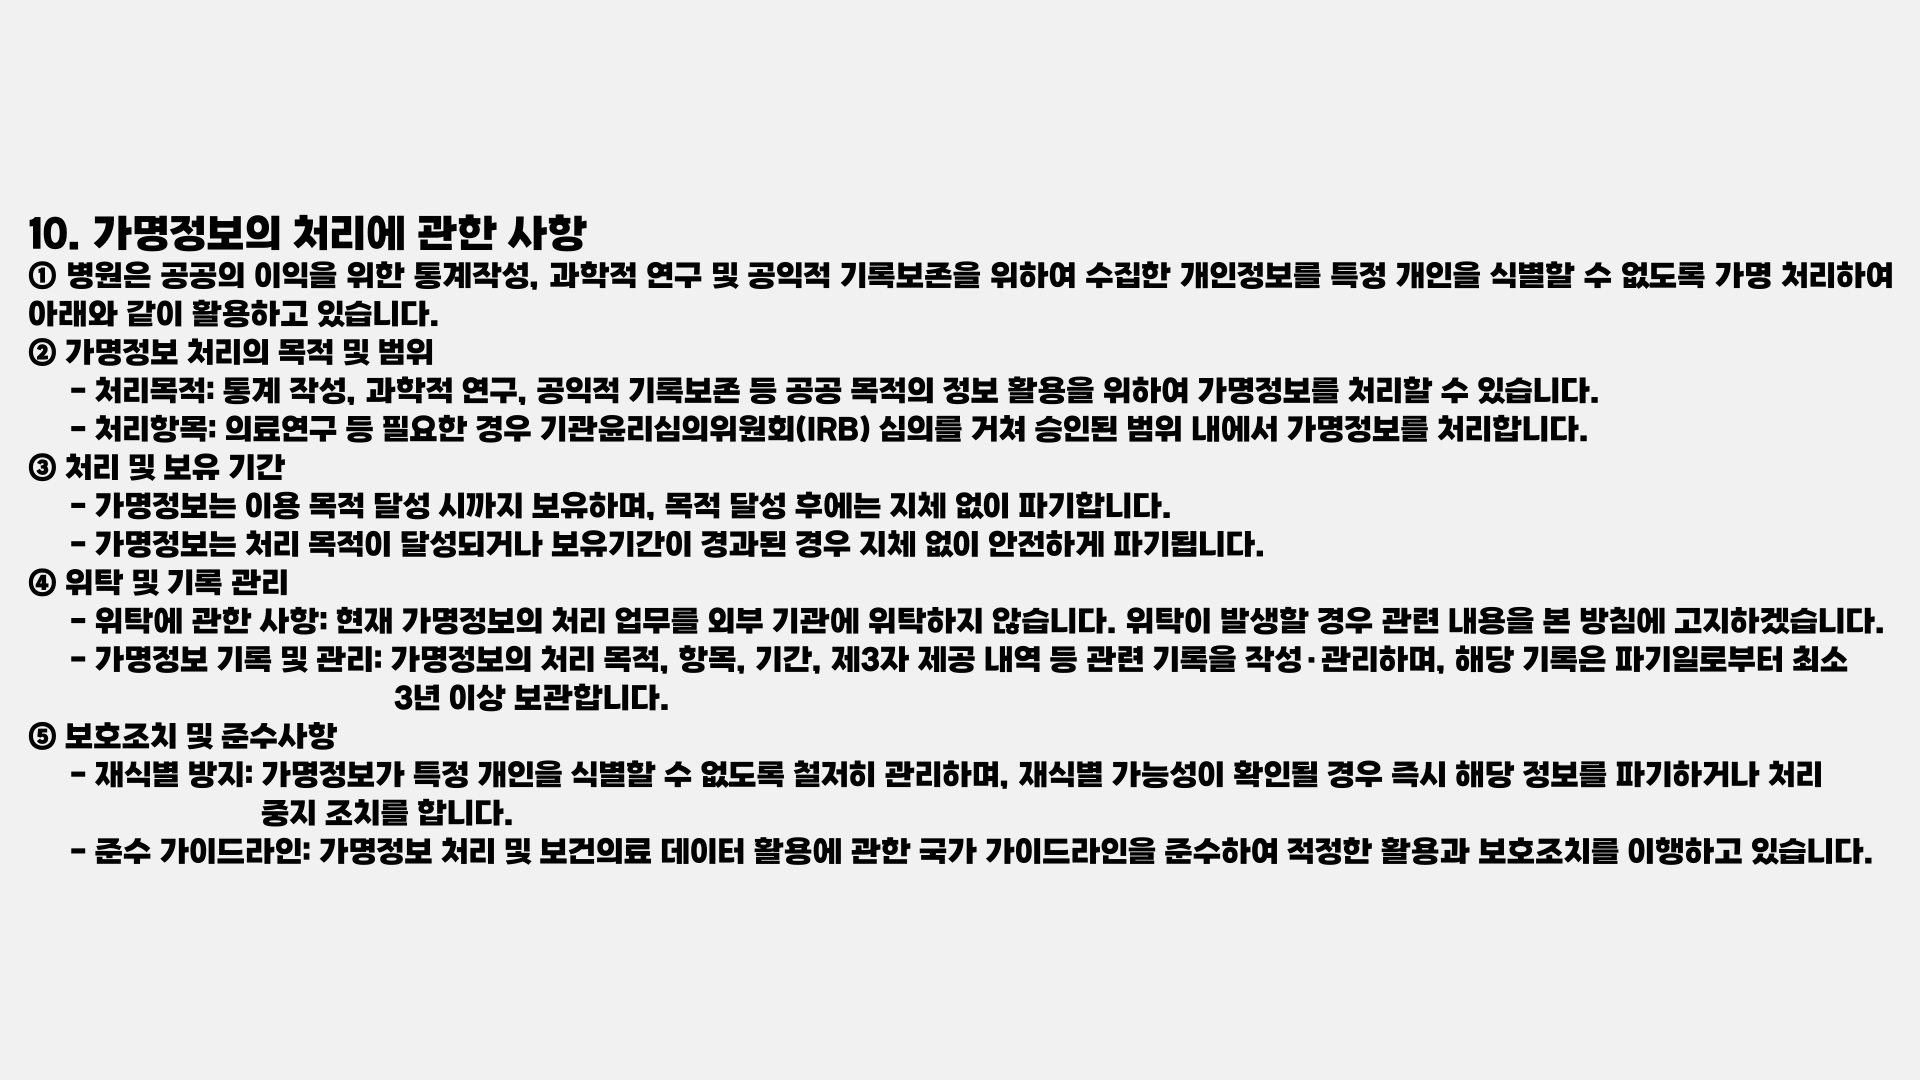 10. 가명정보의 처리에 관한 사항
① 병원은 공공의 이익을 위한 통계작성, 과학적 연구 및 공익적 기록보존을 위하여 수집한 개인정보를 특정 개인을 식별할 수 없도록 가명 처리하여
아래와 같이 활용하고 있습니다.
② 가명정보 처리의 목적 및 범위
- 처리목적: 통계 작성, 과학적 연구, 공익적 기록보존 등 공공 목적의 정보 활용을 위하여 가명정보를 처리할 수 있습니다.
- 처리항목: 의료연구 등 필요한 경우 기관윤리심의위원회(IRB) 심의를 거쳐 승인된 범위 내에서 가명정보를 처리합니다.
③ 처리 및 보유 기간
- 가명정보는 이용 목적 달성 시까지 보유하며, 목적 달성 후에는 지체 없이 파기합니다.
- 가명정보는 처리 목적이 달성되거나 보유기간이 경과된 경우 지체 없이 안전하게 파기됩니다.
④ 위탁 및 기록 관리
- 위탁에 관한 사항: 현재 가명정보의 처리 업무를 외부 기관에 위탁하지 않습니다. 위탁이 발생할 경우 관련 내용을 본 방침에 고지하겠습니다.
- 가명정보 기록 및 관리: 가명정보의 처리 목적, 항목, 기간, 제3자 제공 내역 등 관련 기록을 작성·관리하며, 해당 기록은 파기일로부터 최소
3년 이상 보관합니다.
⑤ 보호조치 및 준수사항
- 재식별 방지: 가명정보가 특정 개인을 식별할 수 없도록 철저히 관리하며, 재식별 가능성이 확인될 경우 즉시 해당 정보를 파기하거나 처리
중지 조치를 합니다.
- 준수 가이드라인: 가명정보 처리 및 보건의료 데이터 활용에 관한 국가 가이드라인을 준수하여 적정한 활용과 보호조치를 이행하고 있습니다.